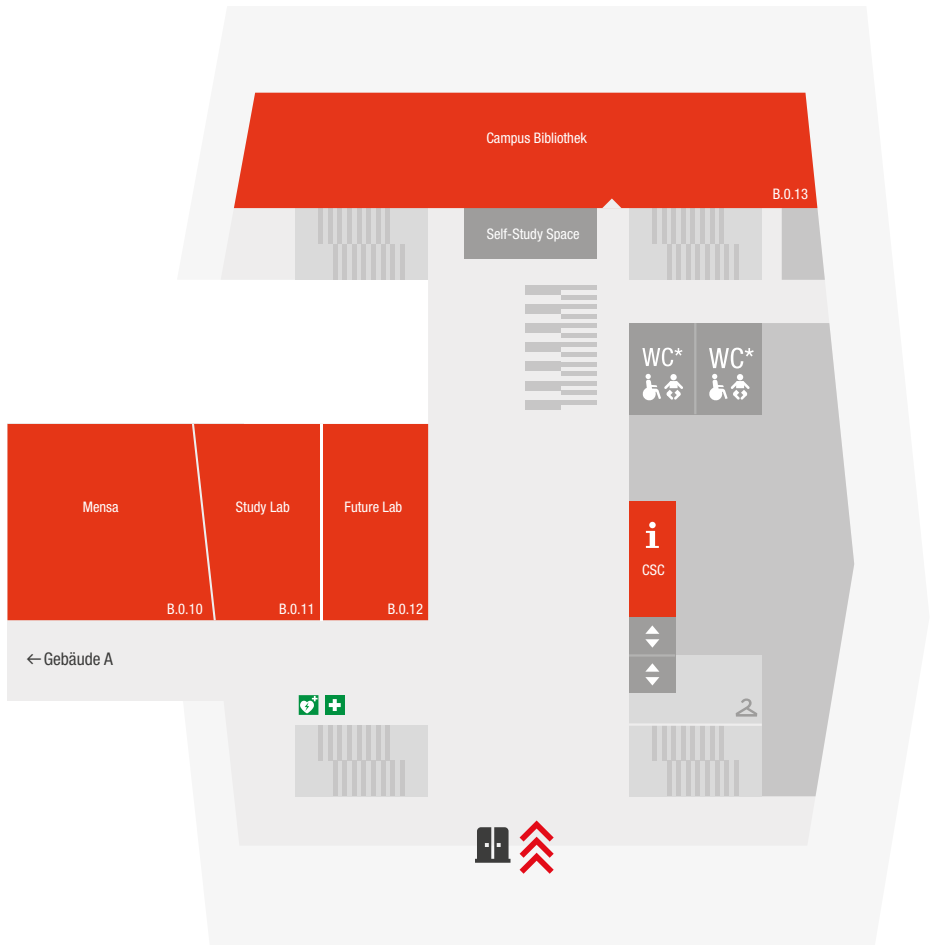 Campus Bibliothek
B.0.13
Self-Study Space
WC*
WC*
Mensa
Study Lab
Future Lab
i
CSC
B.0.10
B.0.11
B.0.12
← Gebäude A